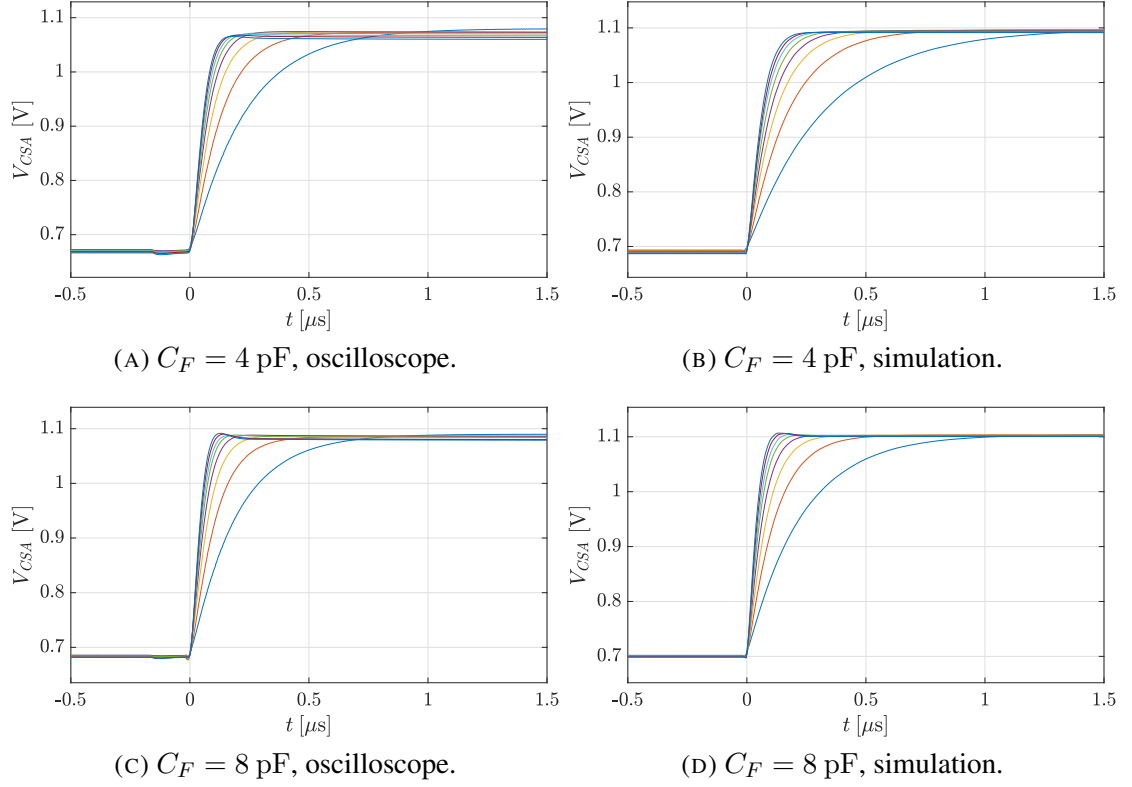 1.1
1
0.9
0.8
0.7
V_CSA [V]
-0.5 0 0.5 1 1.5
t [μs]
(A) C_F = 4 pF, oscilloscope.
1.1
1
0.9
0.8
0.7
V_CSA [V]
-0.5 0 0.5 1 1.5
t [μs]
(B) C_F = 4 pF, simulation.
1.1
1
0.9
0.8
0.7
V_CSA [V]
-0.5 0 0.5 1 1.5
t [μs]
(C) C_F = 8 pF, oscilloscope.
1.1
1
0.9
0.8
0.7
V_CSA [V]
-0.5 0 0.5 1 1.5
t [μs]
(D) C_F = 8 pF, simulation.